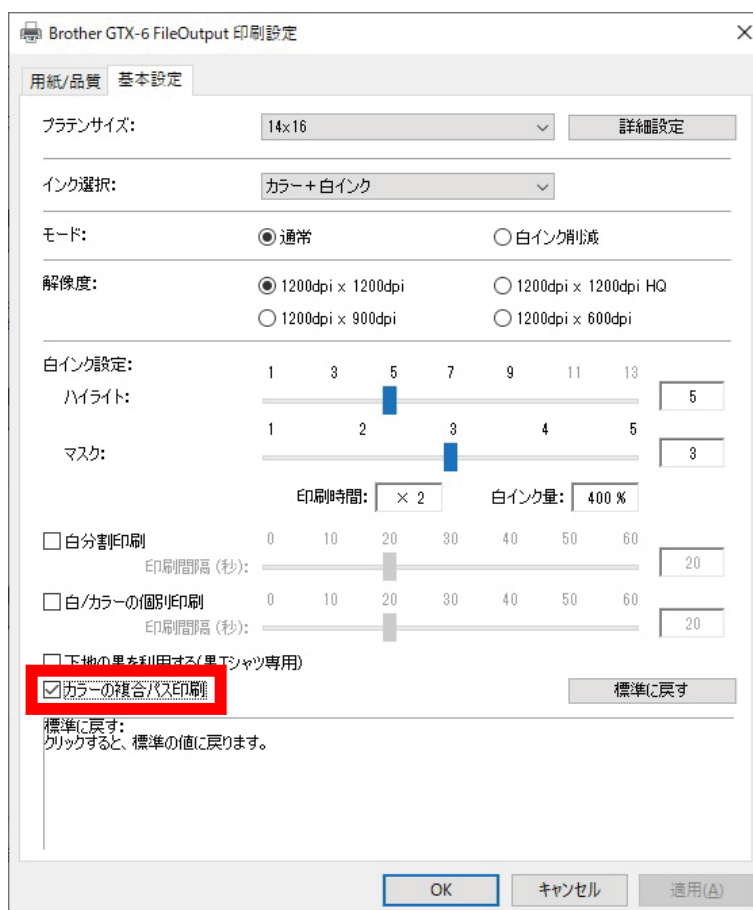 Brother GTX-6 FileOutput 印刷設定
用紙/品質 基本設定
プラテンサイズ: 14×16 詳細設定
インク選択: カラー+白インク
モード: 通常 白インク削減
解像度: 1200dpi x 1200dpi 1200dpi x 1200dpi HQ
1200dpi x 900dpi 1200dpi x 600dpi
白インク設定: 1 3 5 7 9 11 13
ハイライト: 5
1 2 3 4 5
マスク: 3
印刷時間: × 2 白インク量: 400 %
白分割印刷 0 10 20 30 40 50 60
印刷間隔 (秒): 20
白/カラーの個別印刷 0 10 20 30 40 50 60
印刷間隔 (秒): 20
下地の黒を利用する(黒Tシャツ専用)
カラーの複合パス印刷 標準に戻す
標準に戻す:
クリックすると、標準の値に戻ります。
OK キャンセル 適用(A)